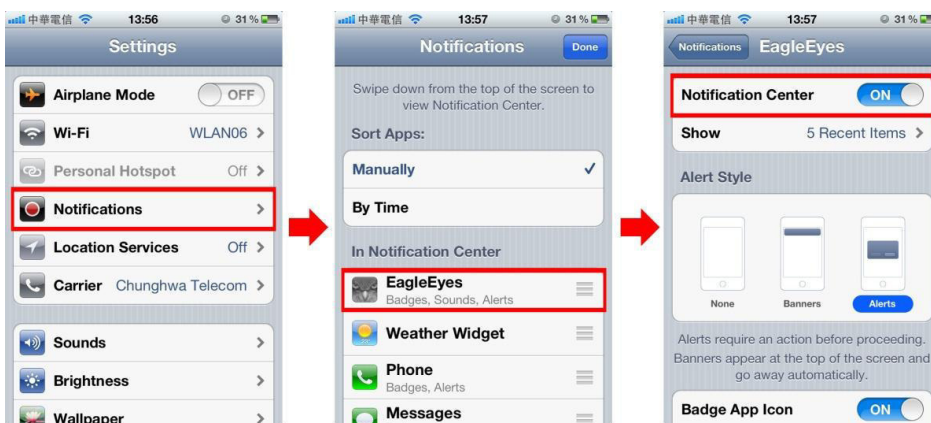 中華電信 13:56 31%
Settings
Airplane Mode OFF
Wi-Fi WLAN06
Personal Hotspot Off
Notifications
Location Services Off
Carrier Chunghwa Telecom
Sounds
Brightness
Wallpaper
中華電信 13:57 31%
Notifications Done
Swipe down from the top of the screen to
view Notification Center.
Sort Apps:
Manually
By Time
In Notification Center
EagleEyes
Badges, Sounds, Alerts
Weather Widget
Phone
Badges, Alerts
Messages
中華電信 13:57 31%
Notifications EagleEyes
Notification Center ON
Show 5 Recent Items
Alert Style
None Banners Alerts
Alerts require an action before proceeding.
Banners appear at the top of the screen and
go away automatically.
Badge App Icon ON